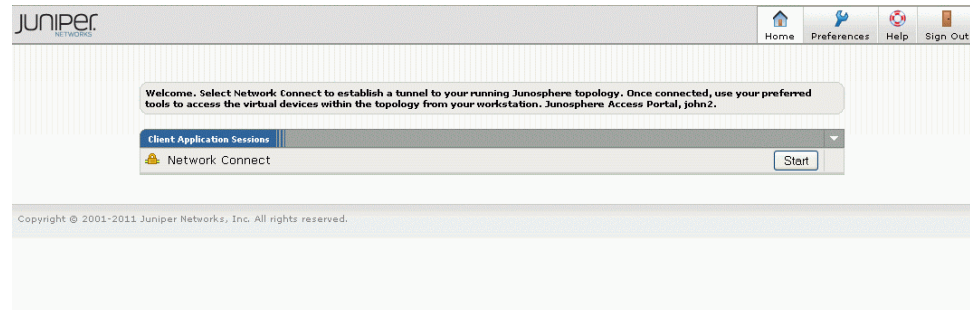 JUNIPER
NETWORKS
Home Preferences Help Sign Out
Welcome. Select Network Connect to establish a tunnel to your running Junosphere topology. Once connected, use your preferred
tools to access the virtual devices within the topology from your workstation. Junosphere Access Portal, john2.
Client Application Sessions
Network Connect Start
Copyright © 2001-2011 Juniper Networks, Inc. All rights reserved.